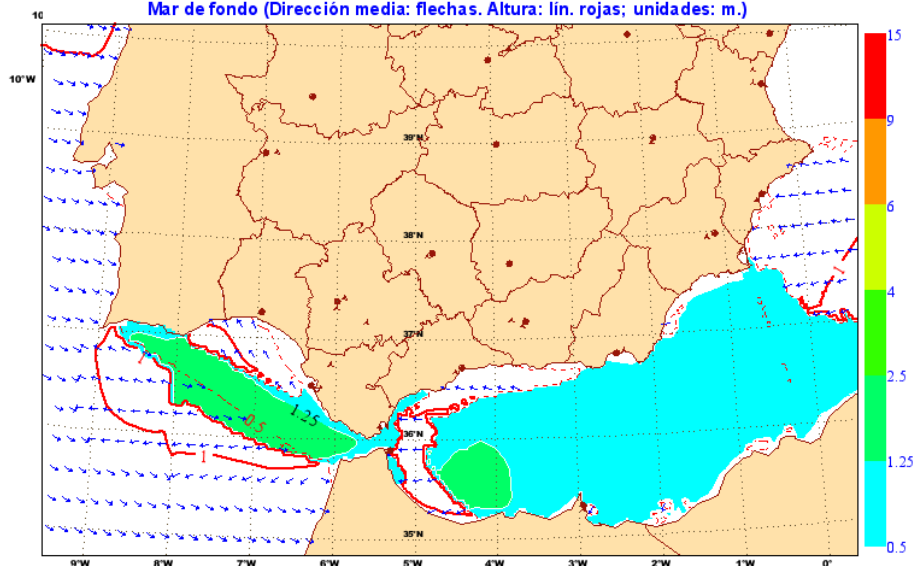 Mar de fondo (Dirección media: flechas. Altura: lín. rojas; unidades: m.)
10
15
10°W
9
39°N
6
38°N
1
4
37°N
1
2.5
1.25
0.5
36°N
1
1.25
35°N
0.5
9°W
8°W
7°W
6°W
5°W
4°W
3°W
2°W
1°W
0°